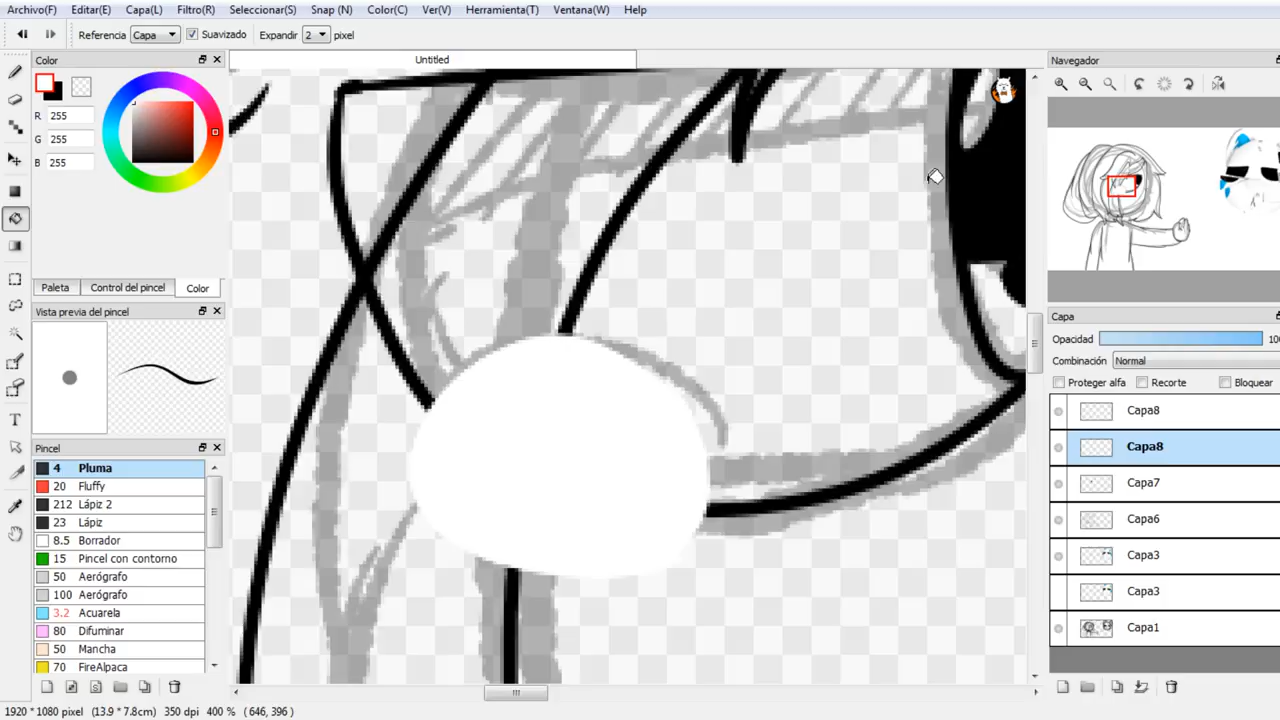 Archivo(F) Editar(E) Capa(L) Filtro(R) Seleccionar(S) Snap (N) Color(C) Ver(V) Herramienta(T) Ventana(W) Help
Referencia Capa Suavizado Expandir 2 pixel
Color
Untitled
Navegador
R 255
G 255
B 255
Paleta Control del pincel Color
Vista previa del pincel
Capa
Opacidad 100
Combinación Normal
Proteger alfa Recorte Bloquear
Capa8
Capa8
Capa7
Capa6
Capa3
Capa3
Capa1
Pincel
4 Pluma
20 Fluffy
212 Lápiz 2
23 Lápiz
8.5 Borrador
15 Pincel con contorno
50 Aerógrafo
100 Aerógrafo
3.2 Acuarela
80 Difuminar
50 Mancha
70 FireAlpaca
T
1920 * 1080 pixel (13.9 * 7.8cm) 350 dpi 400 % ( 646, 396 )